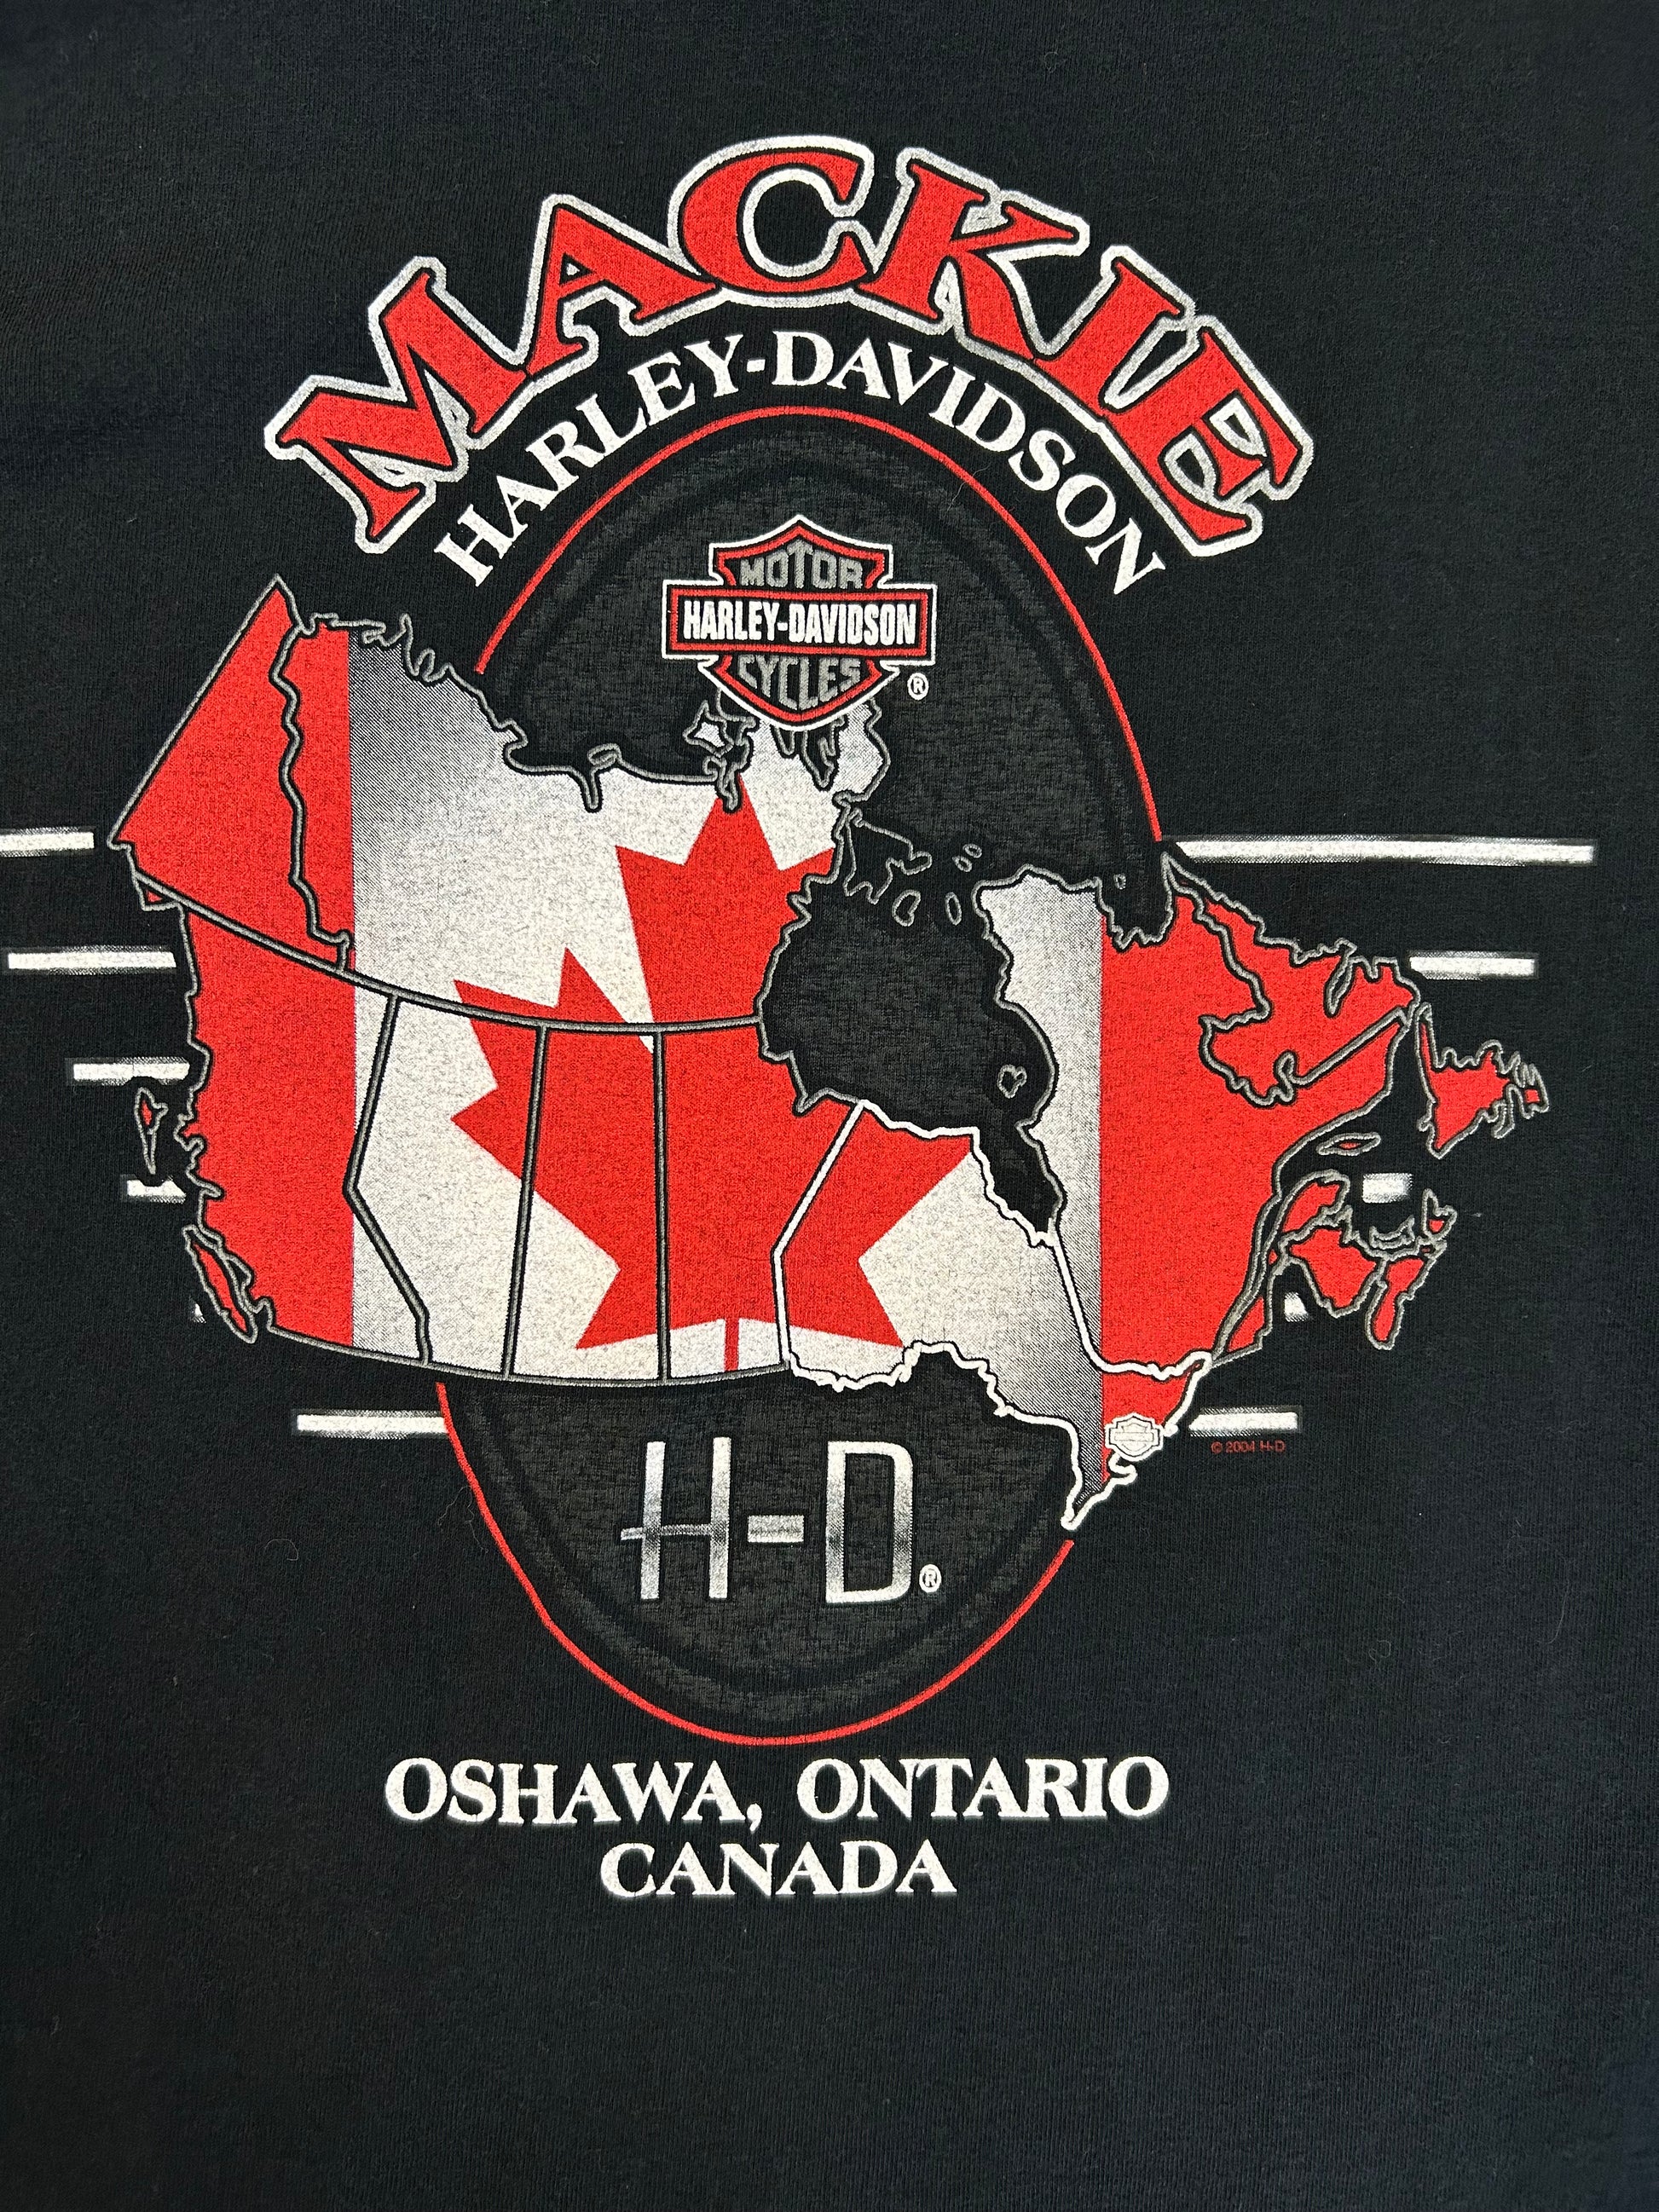 MACKIE
HARLEY-DAVIDSON
MOTOR
HARLEY-DAVIDSON
CYCLES
®
© 2004 H-D
H-D®
OSHAWA, ONTARIO
CANADA